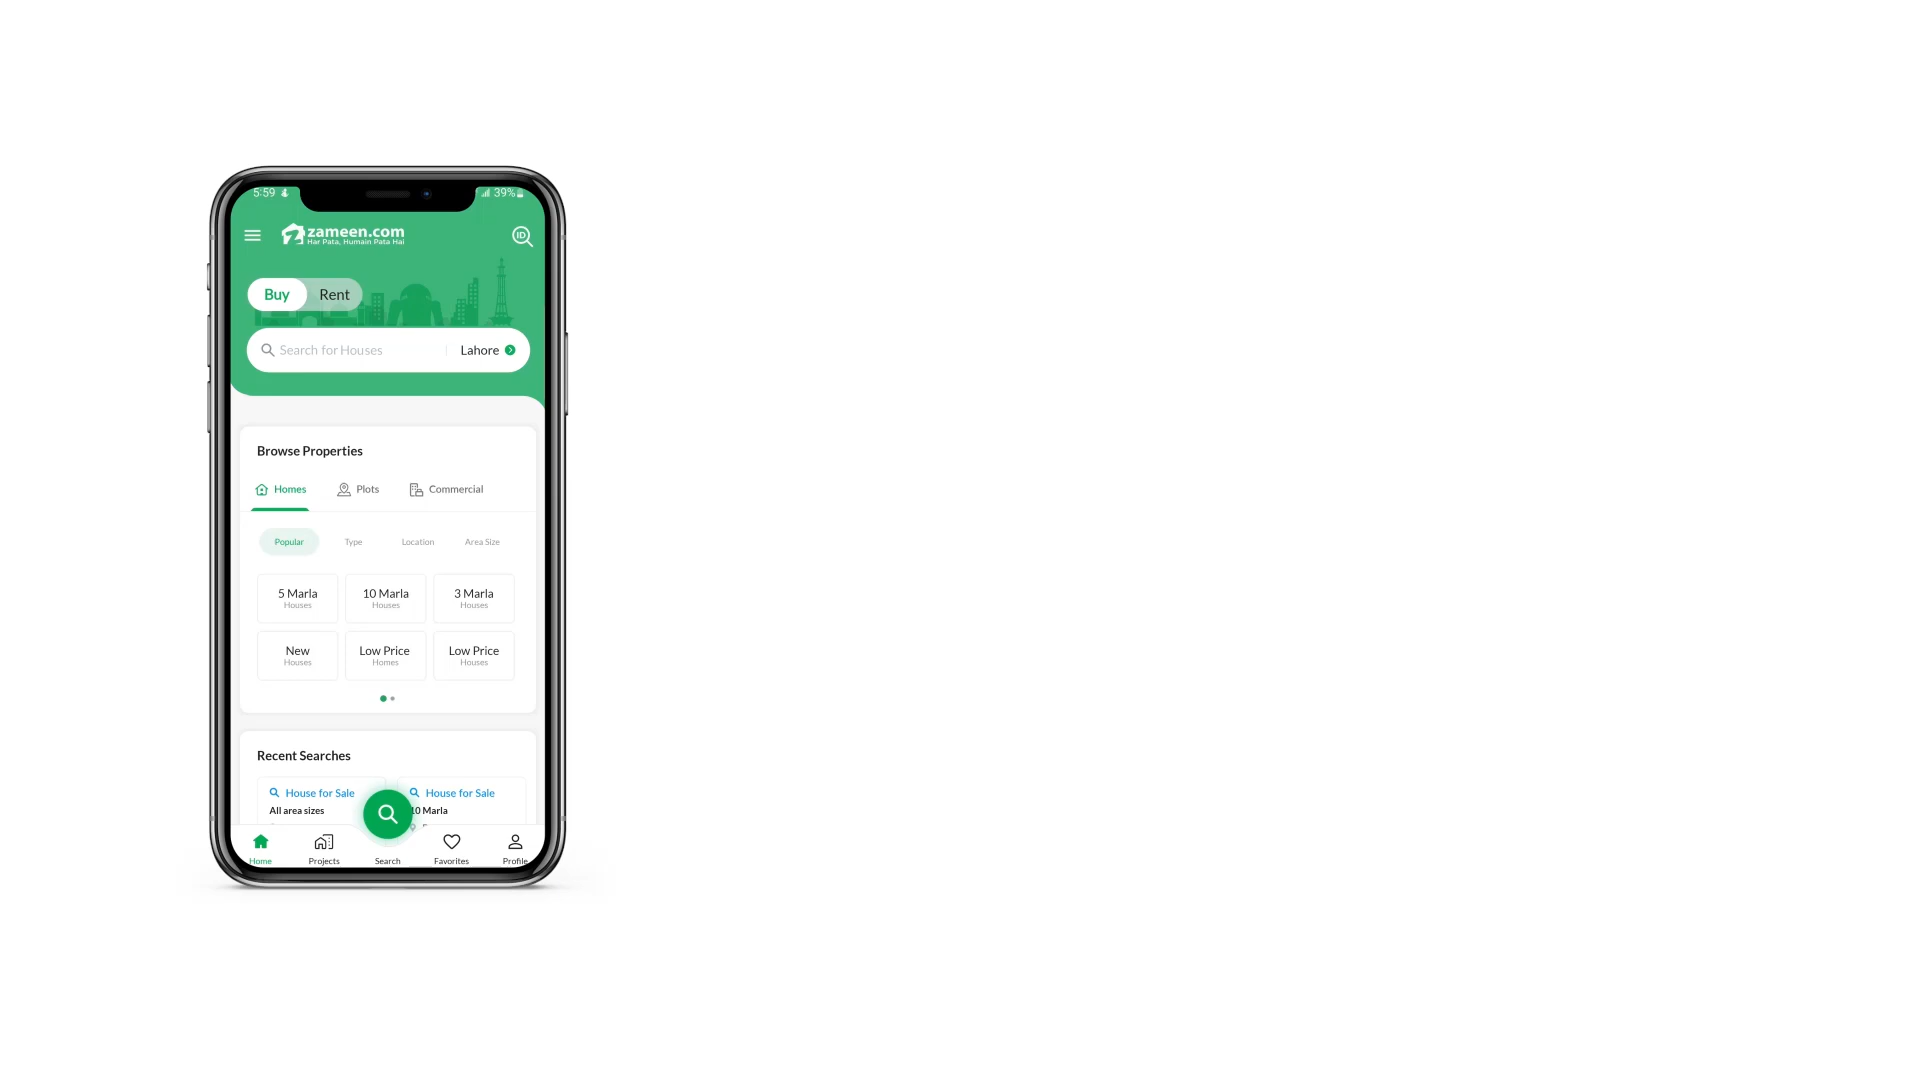 5:59 39%
zameen.com
Har Pata, Humain Pata Hai
ID
Buy Rent
Search for Houses Lahore
Browse Properties
Homes Plots Commercial
Popular Type Location Area Size
5 Marla 10 Marla 3 Marla
Houses Houses Houses
New Low Price Low Price
Houses Homes Houses
Recent Searches
House for Sale House for Sale
All area sizes 10 Marla
Home Projects Search Favorites Profile